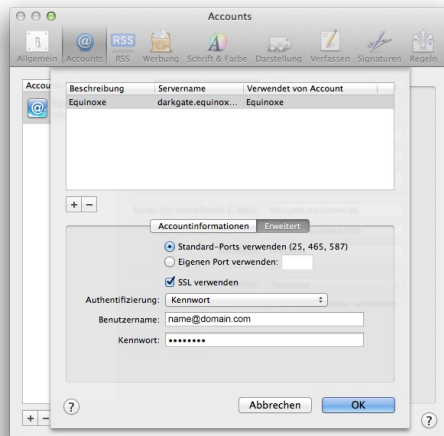 Accounts
Allgemein Accounts RSS Werbung Schrift & Farbe Darstellung Verfassen Signaturen Regeln
RSS
Accou
Beschreibung Servername Verwendet von Account
Equinoxe darkgate.equinox... Equinoxe
+ −
Accountinformationen Erweitert
Standard-Ports verwenden (25, 465, 587)
Eigenen Port verwenden:
SSL verwenden
Authentifizierung: Kennwort
Benutzername: name@domain.com
Kennwort: ••••••••
? Abbrechen OK
+ − ?